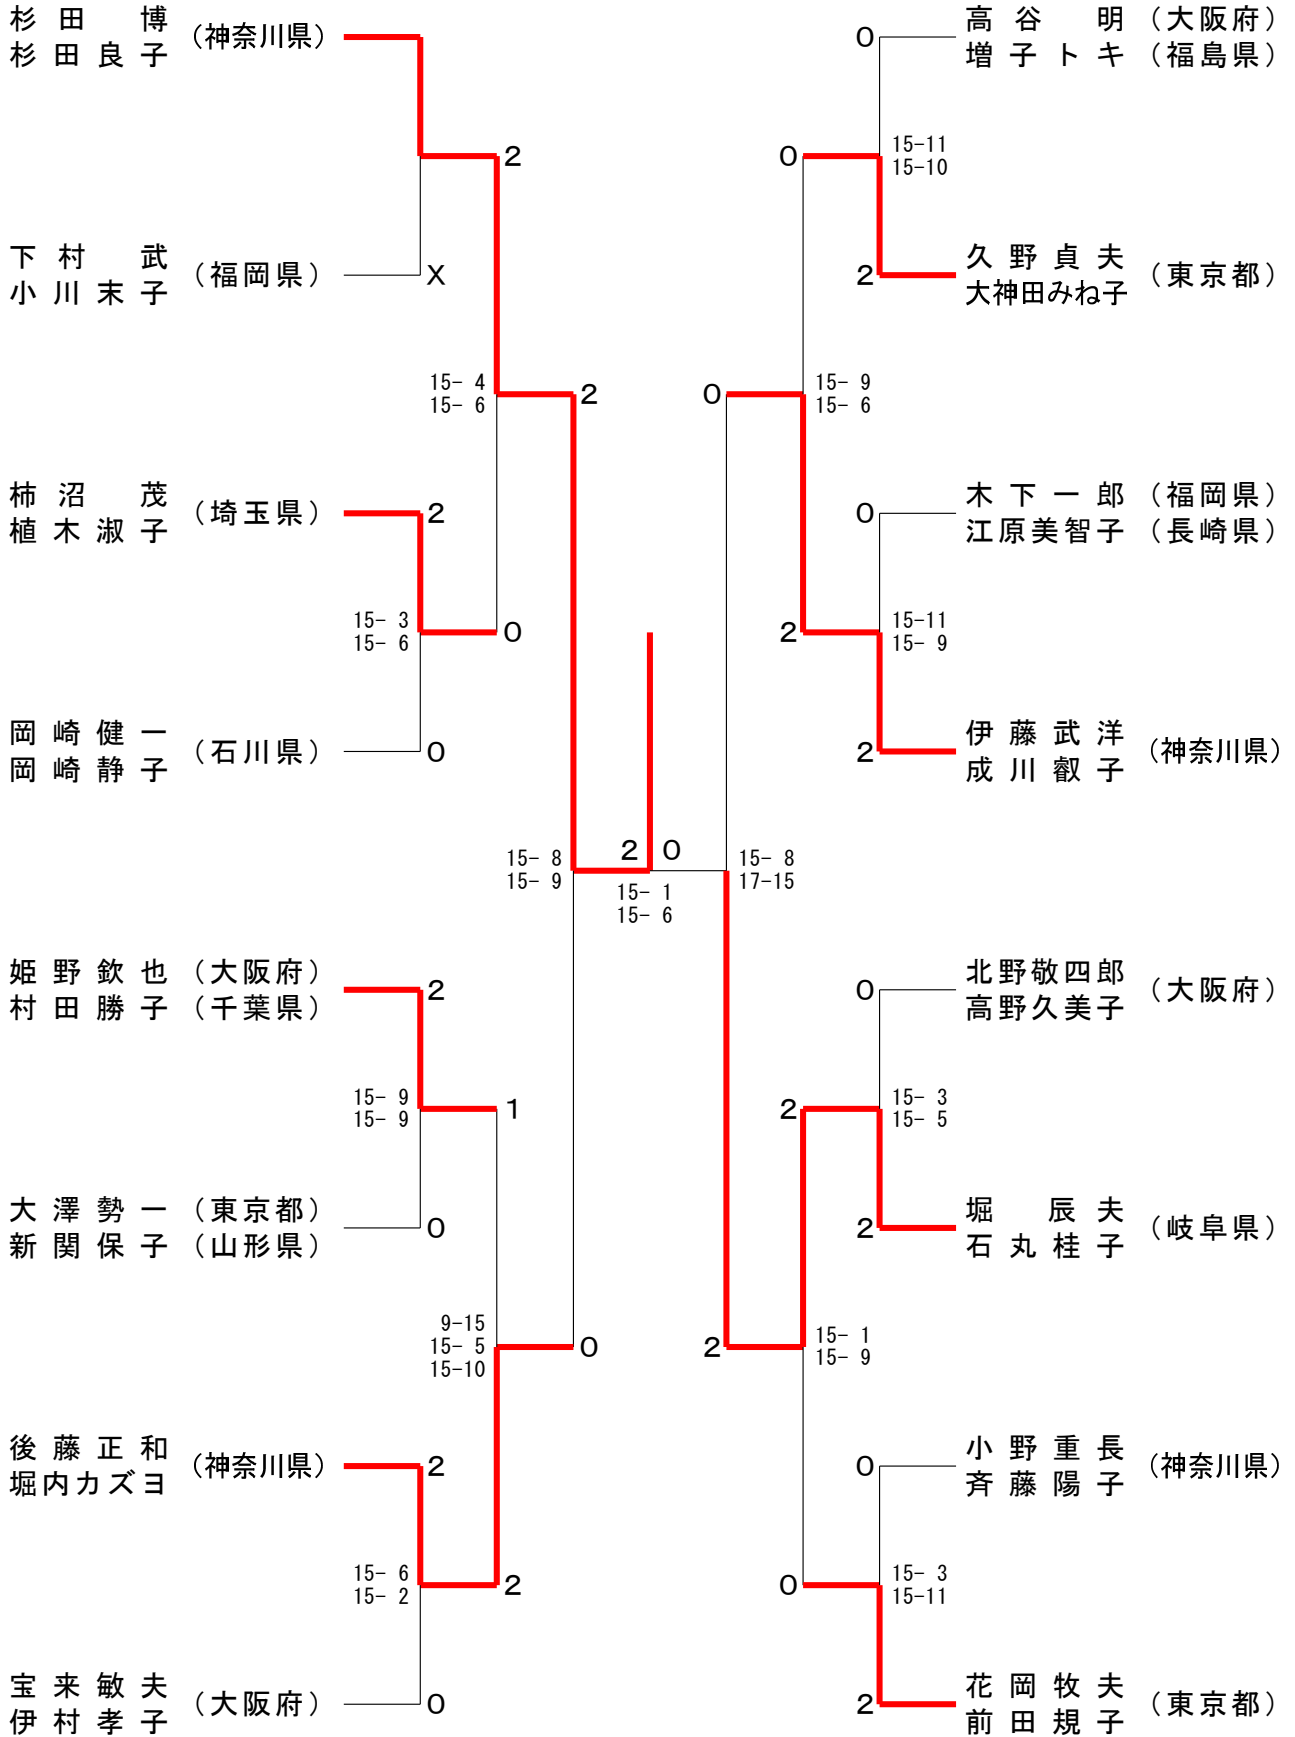 杉田 博
杉田良子
(神奈川県)
2
下村 武
小川末子
(福岡県)
X
15- 4
15- 6
2
柿沼 茂
植木淑子
(埼玉県)
2
15- 3
15- 6
0
岡崎健一
岡崎静子
(石川県)
0
15- 8
15- 9
2 0
15- 1
15- 6
姫野欽也 (大阪府)
村田勝子 (千葉県)
2
15- 9
15- 9
1
大澤勢一 (東京都)
新関保子 (山形県)
0
9-15
15- 5
15-10
0
後藤正和
堀内カズヨ
(神奈川県)
2
15- 6
15- 2
2
宝来敏夫
伊村孝子
(大阪府)
0
0
高谷 明 (大阪府)
増子トキ (福島県)
0
15-11
15-10
2
久野貞夫
大神田みね子
(東京都)
0
15- 9
15- 6
0
木下一郎 (福岡県)
江原美智子 (長崎県)
2
15-11
15- 9
2
伊藤武洋
成川叡子
(神奈川県)
15- 8
17-15
0
北野敬四郎
高野久美子
(大阪府)
2
15- 3
15- 5
2
堀 辰夫
石丸桂子
(岐阜県)
2
15- 1
15- 9
0
小野重長
斉藤陽子
(神奈川県)
0
15- 3
15-11
2
花岡牧夫
前田規子
(東京都)